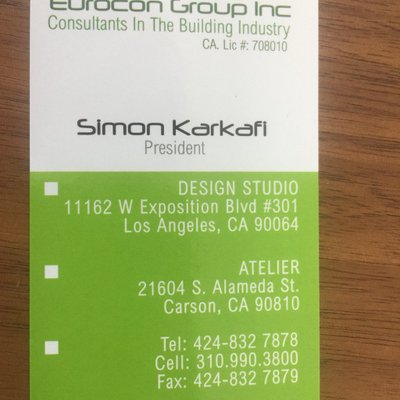 Eurocon Group Inc
Consultants In The Building Industry
CA. Lic #: 708010
Simon Karkafi
President
DESIGN STUDIO
11162 W Exposition Blvd #301
Los Angeles, CA 90064
ATELIER
21604 S. Alameda St.
Carson, CA 90810
Tel: 424-832 7878
Cell: 310.990.3800
Fax: 424-832 7879